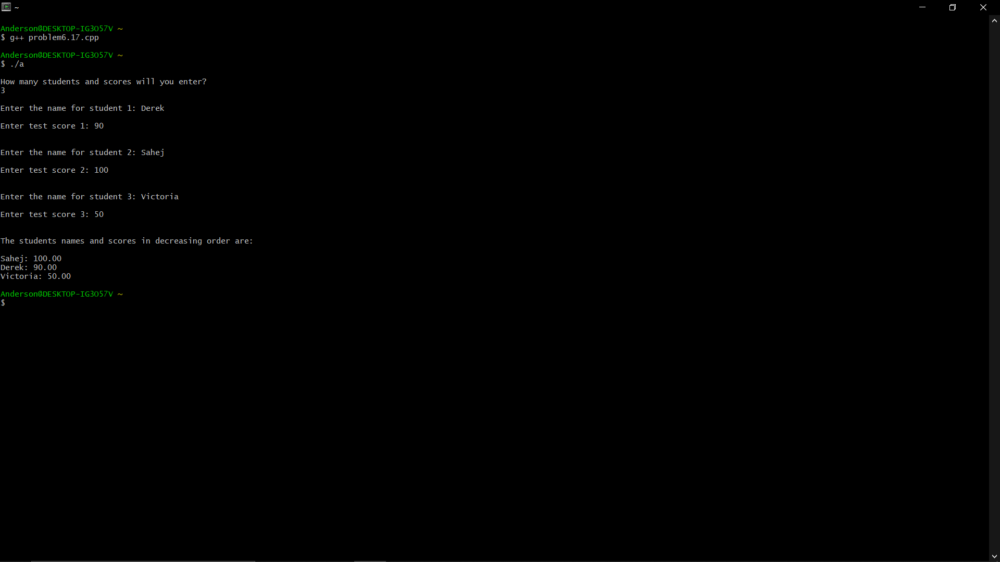 ~
Anderson@DESKTOP-IG3O57V ~
$ g++ problem6.17.cpp
Anderson@DESKTOP-IG3O57V ~
$ ./a
How many students and scores will you enter?
3
Enter the name for student 1: Derek
Enter test score 1: 90
Enter the name for student 2: Sahej
Enter test score 2: 100
Enter the name for student 3: Victoria
Enter test score 3: 50
The students names and scores in decreasing order are:
Sahej: 100.00
Derek: 90.00
Victoria: 50.00
Anderson@DESKTOP-IG3O57V ~
$